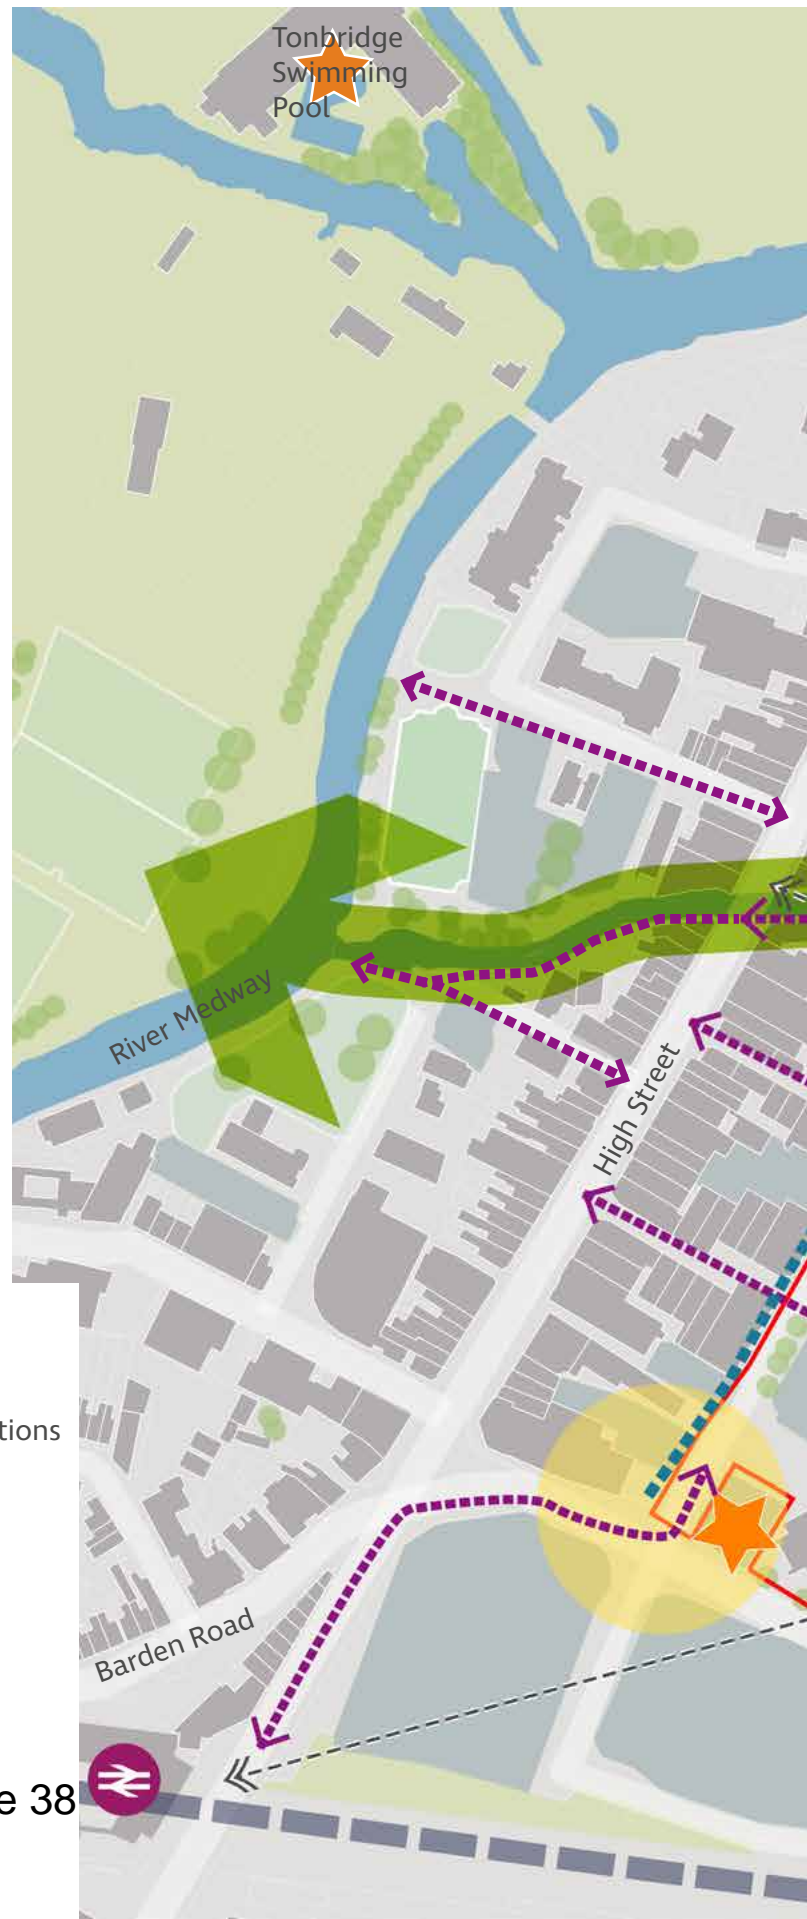 Tonbridge
Swimming
Pool
River Medway
High Street
tions
Barden Road
e 38